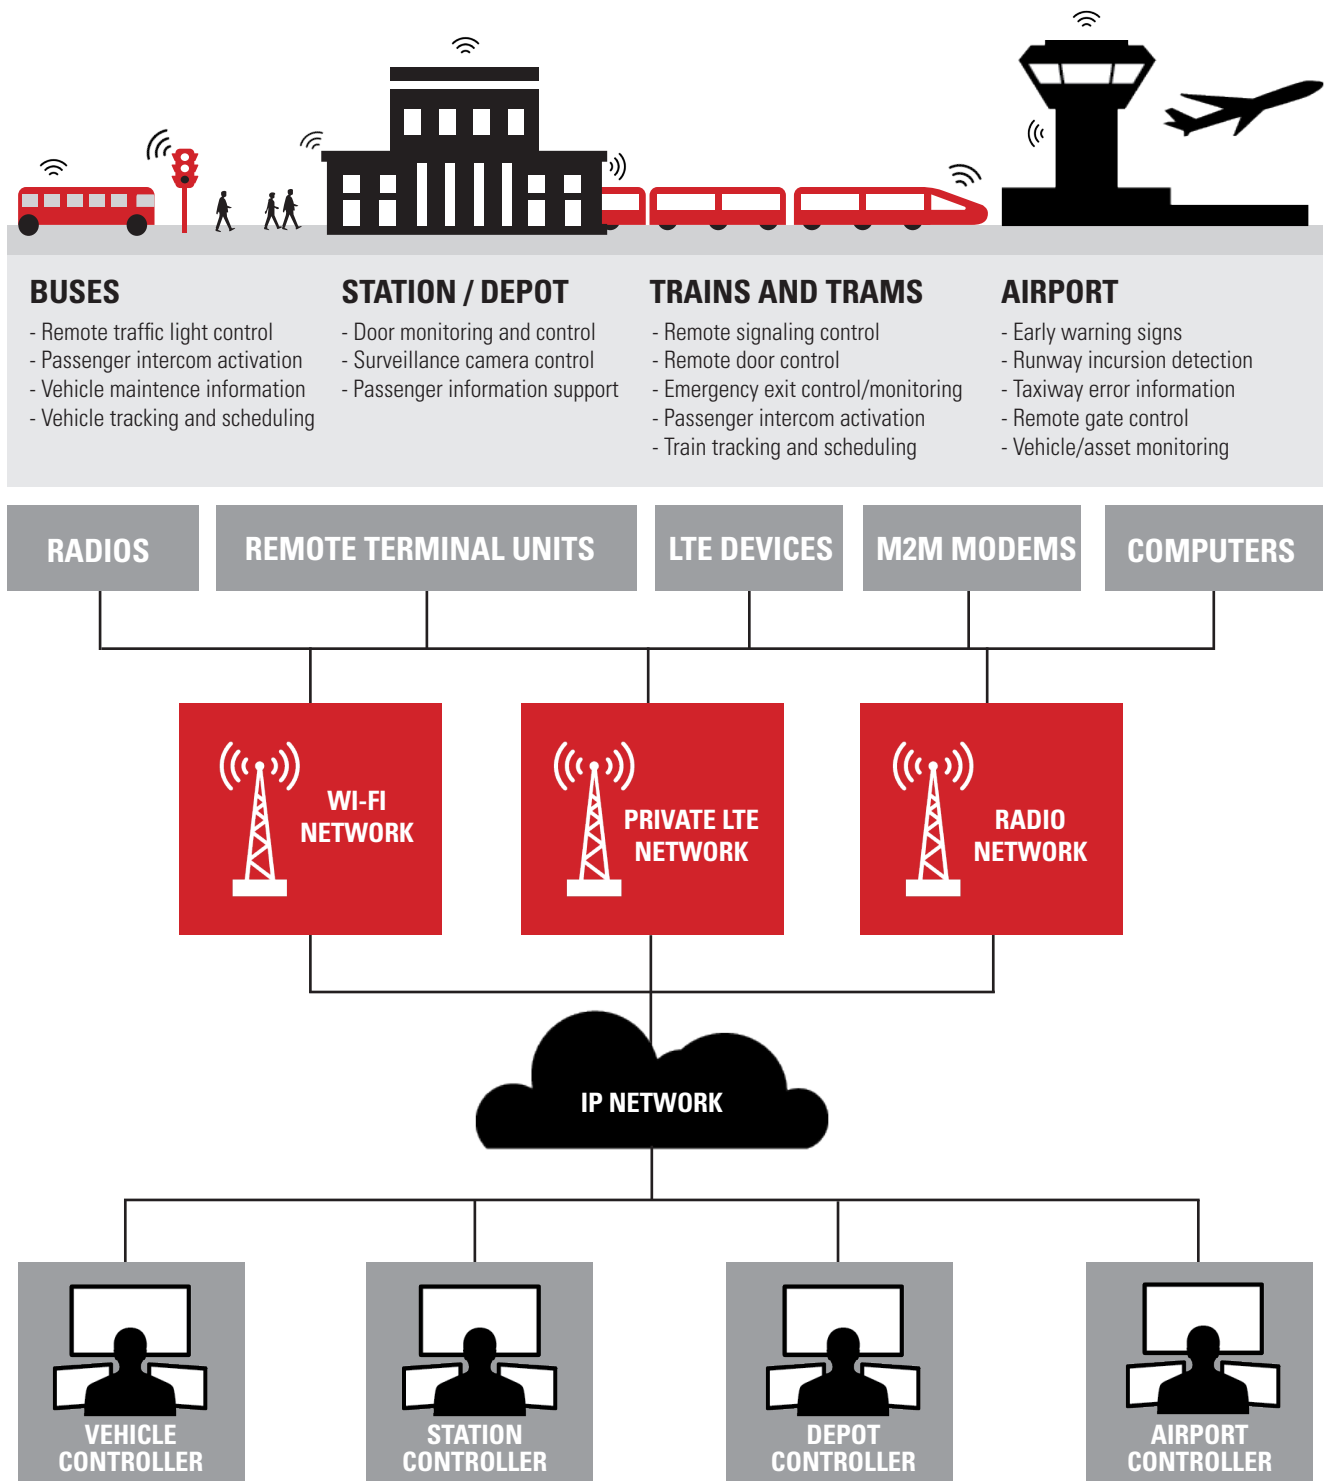 BUSES
- Remote traffic light control
- Passenger intercom activation
- Vehicle maintence information
- Vehicle tracking and scheduling
STATION / DEPOT
- Door monitoring and control
- Surveillance camera control
- Passenger information support
TRAINS AND TRAMS
- Remote signaling control
- Remote door control
- Emergency exit control/monitoring
- Passenger intercom activation
- Train tracking and scheduling
AIRPORT
- Early warning signs
- Runway incursion detection
- Taxiway error information
- Remote gate control
- Vehicle/asset monitoring
RADIOS
REMOTE TERMINAL UNITS
LTE DEVICES
M2M MODEMS
COMPUTERS
WI-FI
NETWORK
PRIVATE LTE
NETWORK
RADIO
NETWORK
IP NETWORK
VEHICLE
CONTROLLER
STATION
CONTROLLER
DEPOT
CONTROLLER
AIRPORT
CONTROLLER